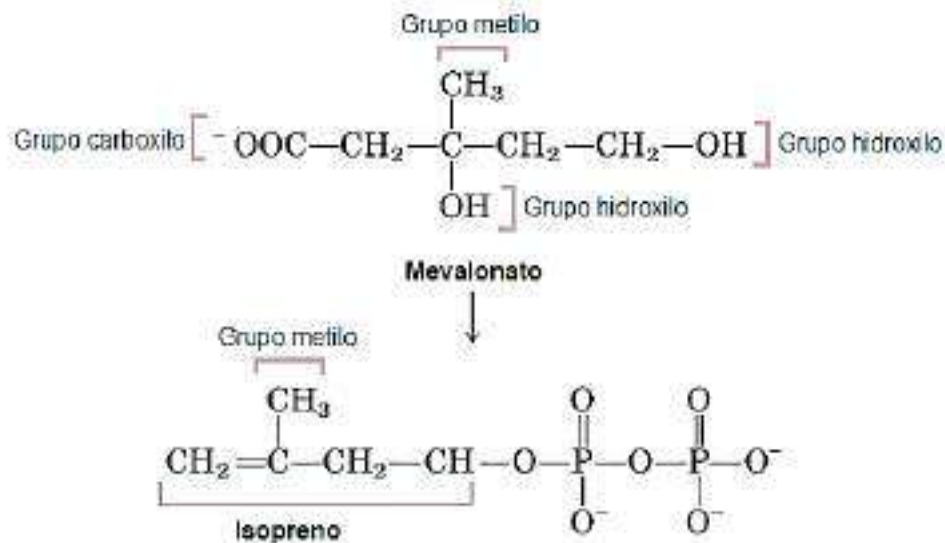 Grupo metilo
CH₃
Grupo carboxilo ⁻OOC—CH₂—C—CH₂—CH₂—OH Grupo hidroxilo
OH Grupo hidroxilo
Mevalonato
Grupo metilo
CH₃ O O
CH₂=C—CH₂—CH—O—P—O—P—O⁻
O⁻ O⁻
Isopreno